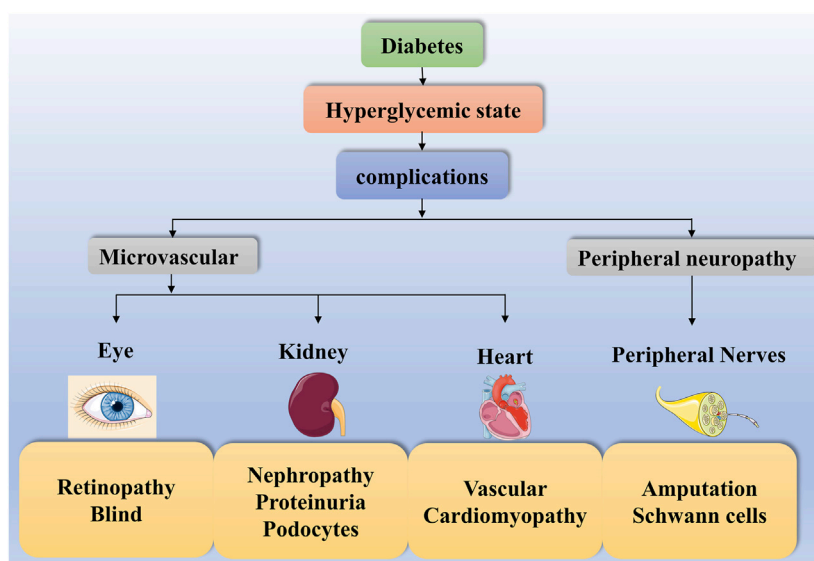 Diabetes
Hyperglycemic state
complications
Microvascular
Peripheral neuropathy
Eye
Kidney
Heart
Peripheral Nerves
Retinopathy
Blind
Nephropathy
Proteinuria
Podocytes
Vascular
Cardiomyopathy
Amputation
Schwann cells